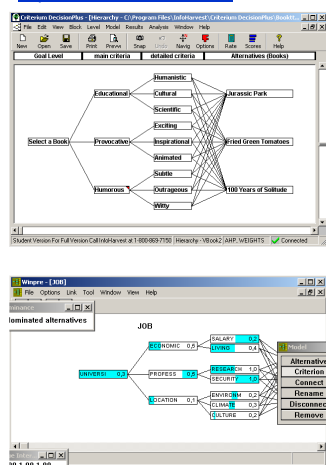 Criterium DecisionPlus - [Hierarchy - C:\Program Files\InfoHarvest\Criterium DecisionPlus\Book0...
File Edit View Block Level Model Results Analysis Window Help
New Open Save Print Preview Snap Undo Navig Options Rate Scores Help
Goal Level main criteria detailed criteria Alternatives (Books)
Humanistic
Educational Cultural Jurassic Park
Scientific
Exciting
Select a Book Provocative Inspirational Fried Green Tomatoes
Animated
Subtle
Humorous Outrageous 100 Years of Solitude
Witty
Student Version For Full Version Call InfoHarvest at 1-800-869-7150 Hierarchy - VBook2 AHP, WEIGHTS Connected
Winpre - [JOB]
File Options Link Tool Window View Help
ominated alternatives
JOB
SALARY 0,2
ECONOMIC 0,5 LIVING 0,4
Model
Alternative
UNIVERSI 0,3 PROFESS 0,5 RESEARCH 1,0 Criterion
SECURITY 1,0 Connect
ENVIRONM 0,2 Rename
LOCATION 0,1 CLIMATE 0,3 Disconnec
CULTURE 0,2 Remove